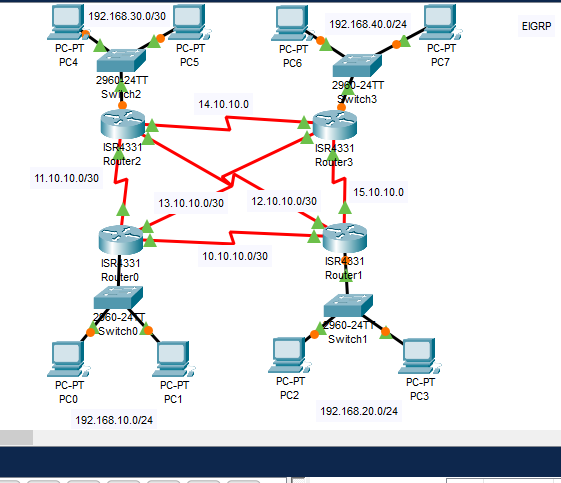 192.168.30.0/30
192.168.40.0/24
EIGRP
PC-PT
PC4
PC-PT
PC5
PC-PT
PC6
PC-PT
PC7
2960-24TT
Switch2
2960-24TT
Switch3
14.10.10.0
ISR4331
Router2
ISR4331
Router3
11.10.10.0/30
13.10.10.0/30
12.10.10.0/30
15.10.10.0
10.10.10.0/30
ISR4331
Router0
ISR4331
Router1
2960-24TT
Switch0
2960-24TT
Switch1
PC-PT
PC0
PC-PT
PC1
PC-PT
PC2
PC-PT
PC3
192.168.10.0/24
192.168.20.0/24